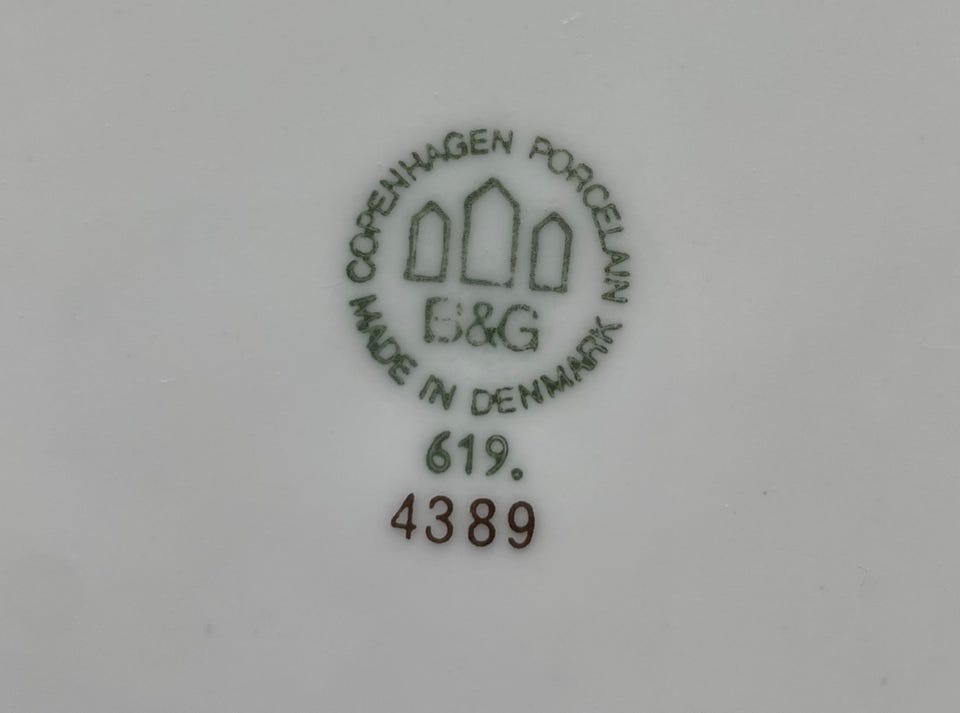 COPENHAGEN PORCELAIN
B&G
MADE IN DENMARK
619.
4389